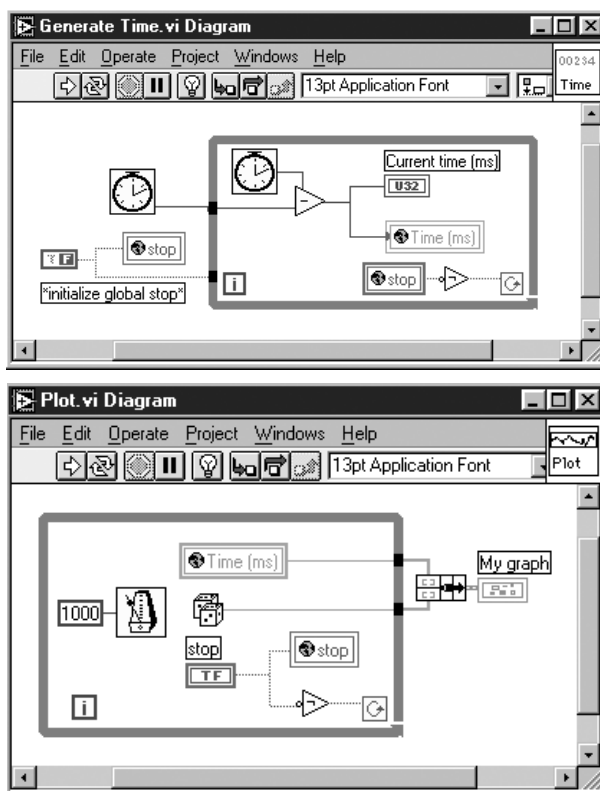 Generate Time.vi Diagram
File Edit Operate Project Windows Help
13pt Application Font
00234
Time
Current time (ms)
U32
stop
Time (ms)
TF
*initialize global stop*
i
stop
Plot.vi Diagram
File Edit Operate Project Windows Help
13pt Application Font
Plot
Time (ms)
My graph
1000
stop
stop
TF
i